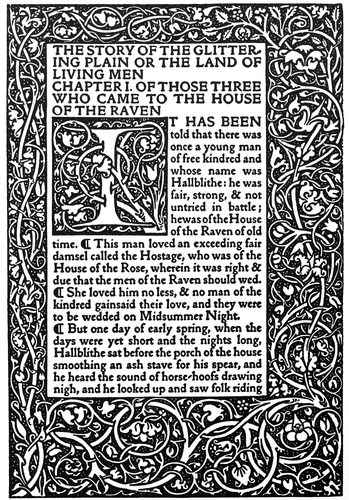 THE STORY OF THE GLITTER-
ING PLAIN OR THE LAND OF
LIVING MEN
CHAPTER I. OF THOSE THREE
WHO CAME TO THE HOUSE
OF THE RAVEN
IT HAS BEEN
told that there was
once a young man
of free kindred and
whose name was
Hallblithe: he was
fair, strong, & not
untried in battle;
he was of the House
of the Raven of old
time. ¶ This man loved an exceeding fair
damsel called the Hostage, who was of the
House of the Rose, wherein it was right &
due that the men of the Raven should wed.
¶ She loved him no less, & no man of the
kindred gainsaid their love, and they were
to be wedded on Midsummer Night.
¶ But one day of early spring, when the
days were yet short and the nights long,
Hallblithe sat before the porch of the house
smoothing an ash stave for his spear, and
he heard the sound of horse-hoofs drawing
nigh, and he looked up and saw folk riding